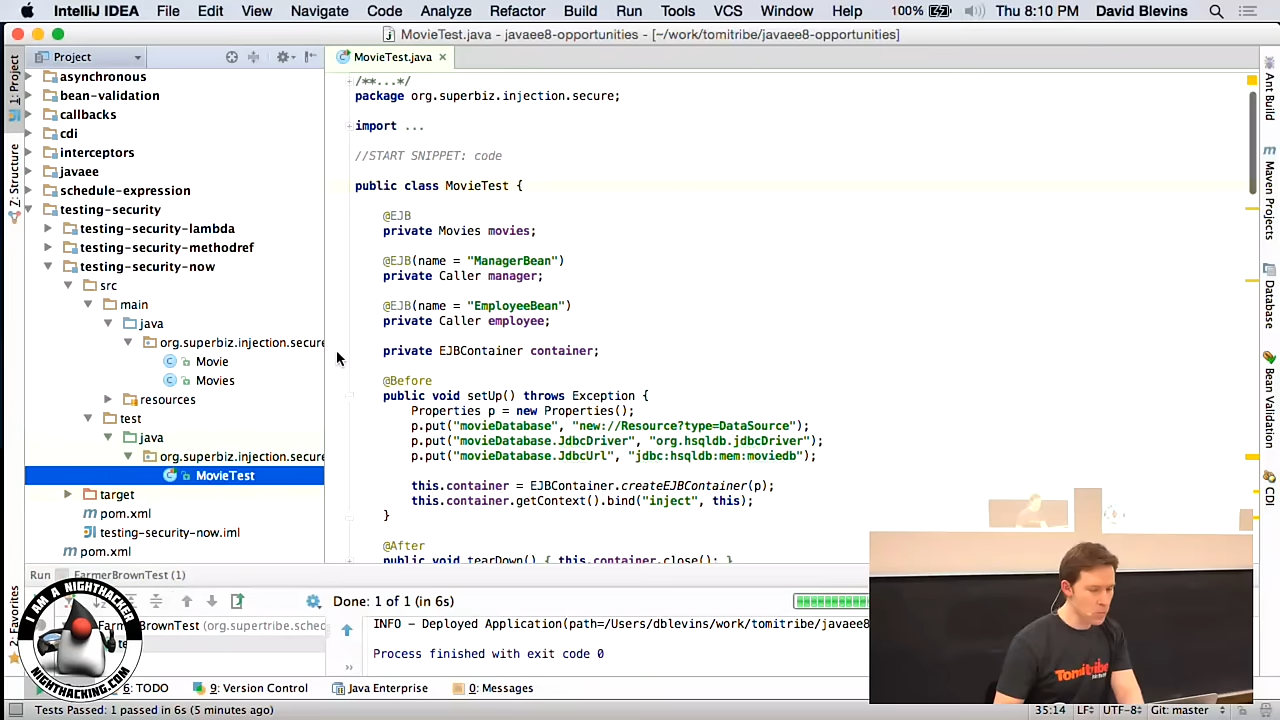 IntelliJ IDEA File Edit View Navigate Code Analyze Refactor Build Run Tools VCS Window Help 100% Thu 8:10 PM David Blevins
MovieTest.java - javaee8-opportunities - [~/work/tomitribe/javaee8-opportunities]
Project
MovieTest.java
1: Project
Z: Structure
2: Favorites
asynchronous
bean-validation
callbacks
cdi
interceptors
javaee
schedule-expression
testing-security
testing-security-lambda
testing-security-methodref
testing-security-now
src
main
java
org.superbiz.injection.secure
Movie
Movies
resources
test
java
org.superbiz.injection.secure
MovieTest
target
pom.xml
testing-security-now.iml
pom.xml
/**...*/
package org.superbiz.injection.secure;
import ...
//START SNIPPET: code
public class MovieTest {
@EJB
private Movies movies;
@EJB(name = "ManagerBean")
private Caller manager;
@EJB(name = "EmployeeBean")
private Caller employee;
private EJBContainer container;
@Before
public void setUp() throws Exception {
Properties p = new Properties();
p.put("movieDatabase", "new://Resource?type=DataSource");
p.put("movieDatabase.JdbcDriver", "org.hsqldb.jdbcDriver");
p.put("movieDatabase.JdbcUrl", "jdbc:hsqldb:mem:moviedb");
this.container = EJBContainer.createEJBContainer(p);
this.container.getContext().bind("inject", this);
}
@After
public void tearDown() { this.container.close(); }
Ant Build
Maven Projects
Database
Bean Validation
CDI
Run FarmerBrownTest (1)
Done: 1 of 1 (in 6s)
FarmerBrownTest (org.supertribe.sched
te
INFO - Deployed Application(path=/Users/dblevins/work/tomitribe/javaee8
Process finished with exit code 0
I AM A NIGHTHACKER
NIGHTHACKING.COM
Tomitribe
6: TODO 9: Version Control Java Enterprise 0: Messages
Tests Passed: 1 passed in 6s (5 minutes ago) 35:14 LF UTF-8 Git: master